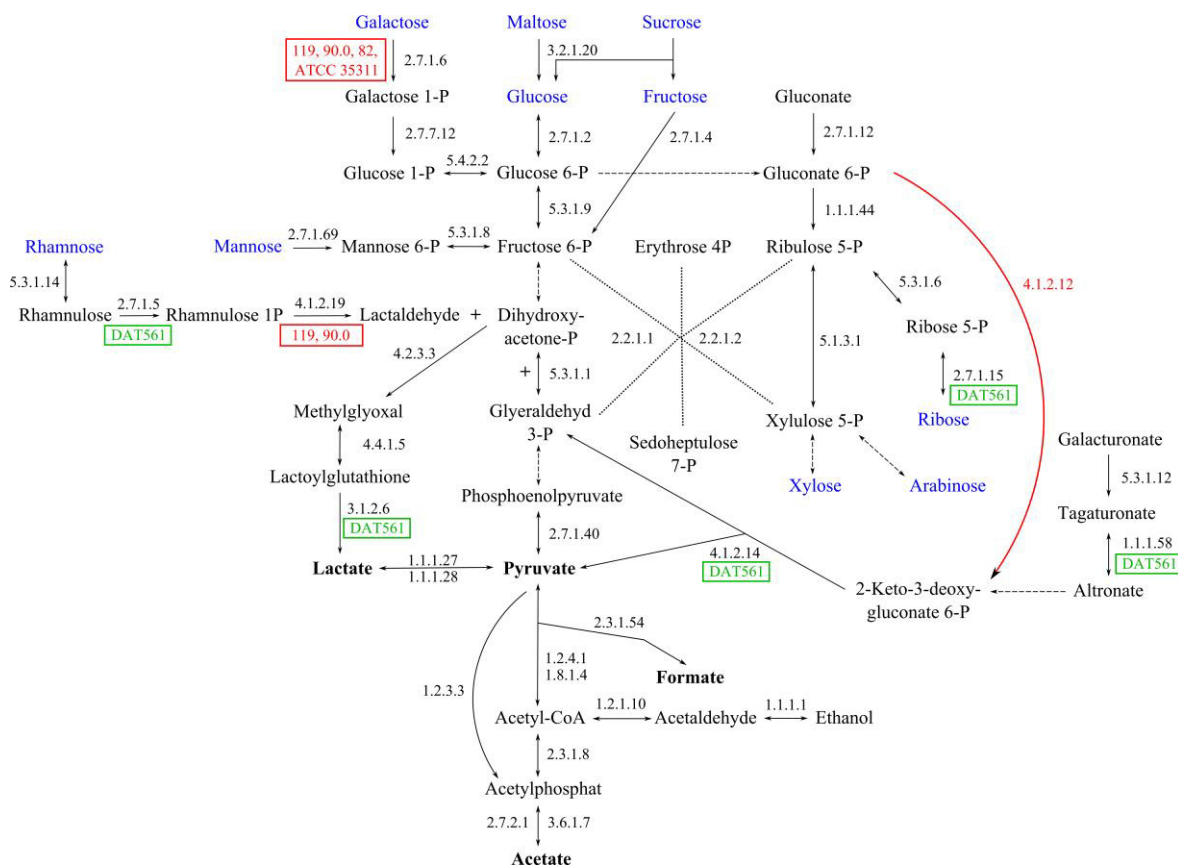 Galactose
Maltose
Sucrose
119, 90.0, 82,
ATCC 35311
2.7.1.6
3.2.1.20
Galactose 1-P
Glucose
Fructose
Gluconate
2.7.7.12
2.7.1.2
2.7.1.4
2.7.1.12
Glucose 1-P
5.4.2.2
Glucose 6-P
Gluconate 6-P
5.3.1.9
1.1.1.44
Rhamnose
Mannose
2.7.1.69
Mannose 6-P
5.3.1.8
Fructose 6-P
Erythrose 4P
Ribulose 5-P
5.3.1.14
5.3.1.6
4.1.2.12
Rhamnulose
2.7.1.5
DAT561
Rhamnulose 1P
4.1.2.19
119, 90.0
Lactaldehyde
+
Dihydroxy-
acetone-P
2.2.1.1
2.2.1.2
5.1.3.1
Ribose 5-P
4.2.3.3
+
5.3.1.1
2.7.1.15
DAT561
Methylglyoxal
Glyeraldehyd
3-P
Sedoheptulose
7-P
Xylulose 5-P
Ribose
Galacturonate
4.4.1.5
5.3.1.12
Lactoylglutathione
Xylose
Arabinose
Phosphoenolpyruvate
Tagaturonate
3.1.2.6
DAT561
2.7.1.40
4.1.2.14
DAT561
1.1.1.58
DAT561
Lactate
1.1.1.27
1.1.1.28
Pyruvate
2-Keto-3-deoxy-
gluconate 6-P
Altronate
2.3.1.54
1.2.4.1
1.8.1.4
Formate
1.2.3.3
Acetyl-CoA
1.2.1.10
Acetaldehyde
1.1.1.1
Ethanol
2.3.1.8
Acetylphosphat
2.7.2.1
3.6.1.7
Acetate